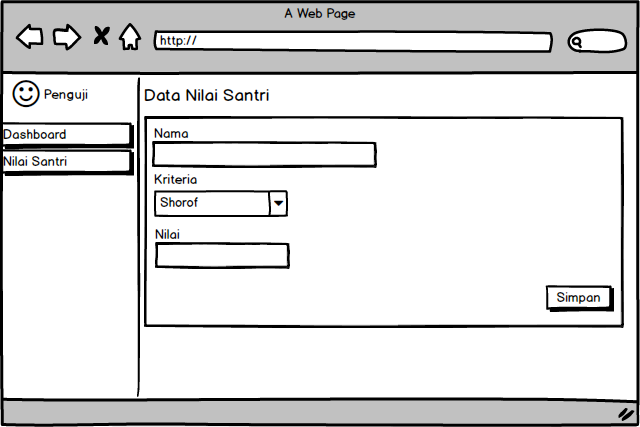 A Web Page
http://
Penguji
Dashboard
Nilai Santri
Data Nilai Santri
Nama
Kriteria
Shorof
Nilai
Simpan